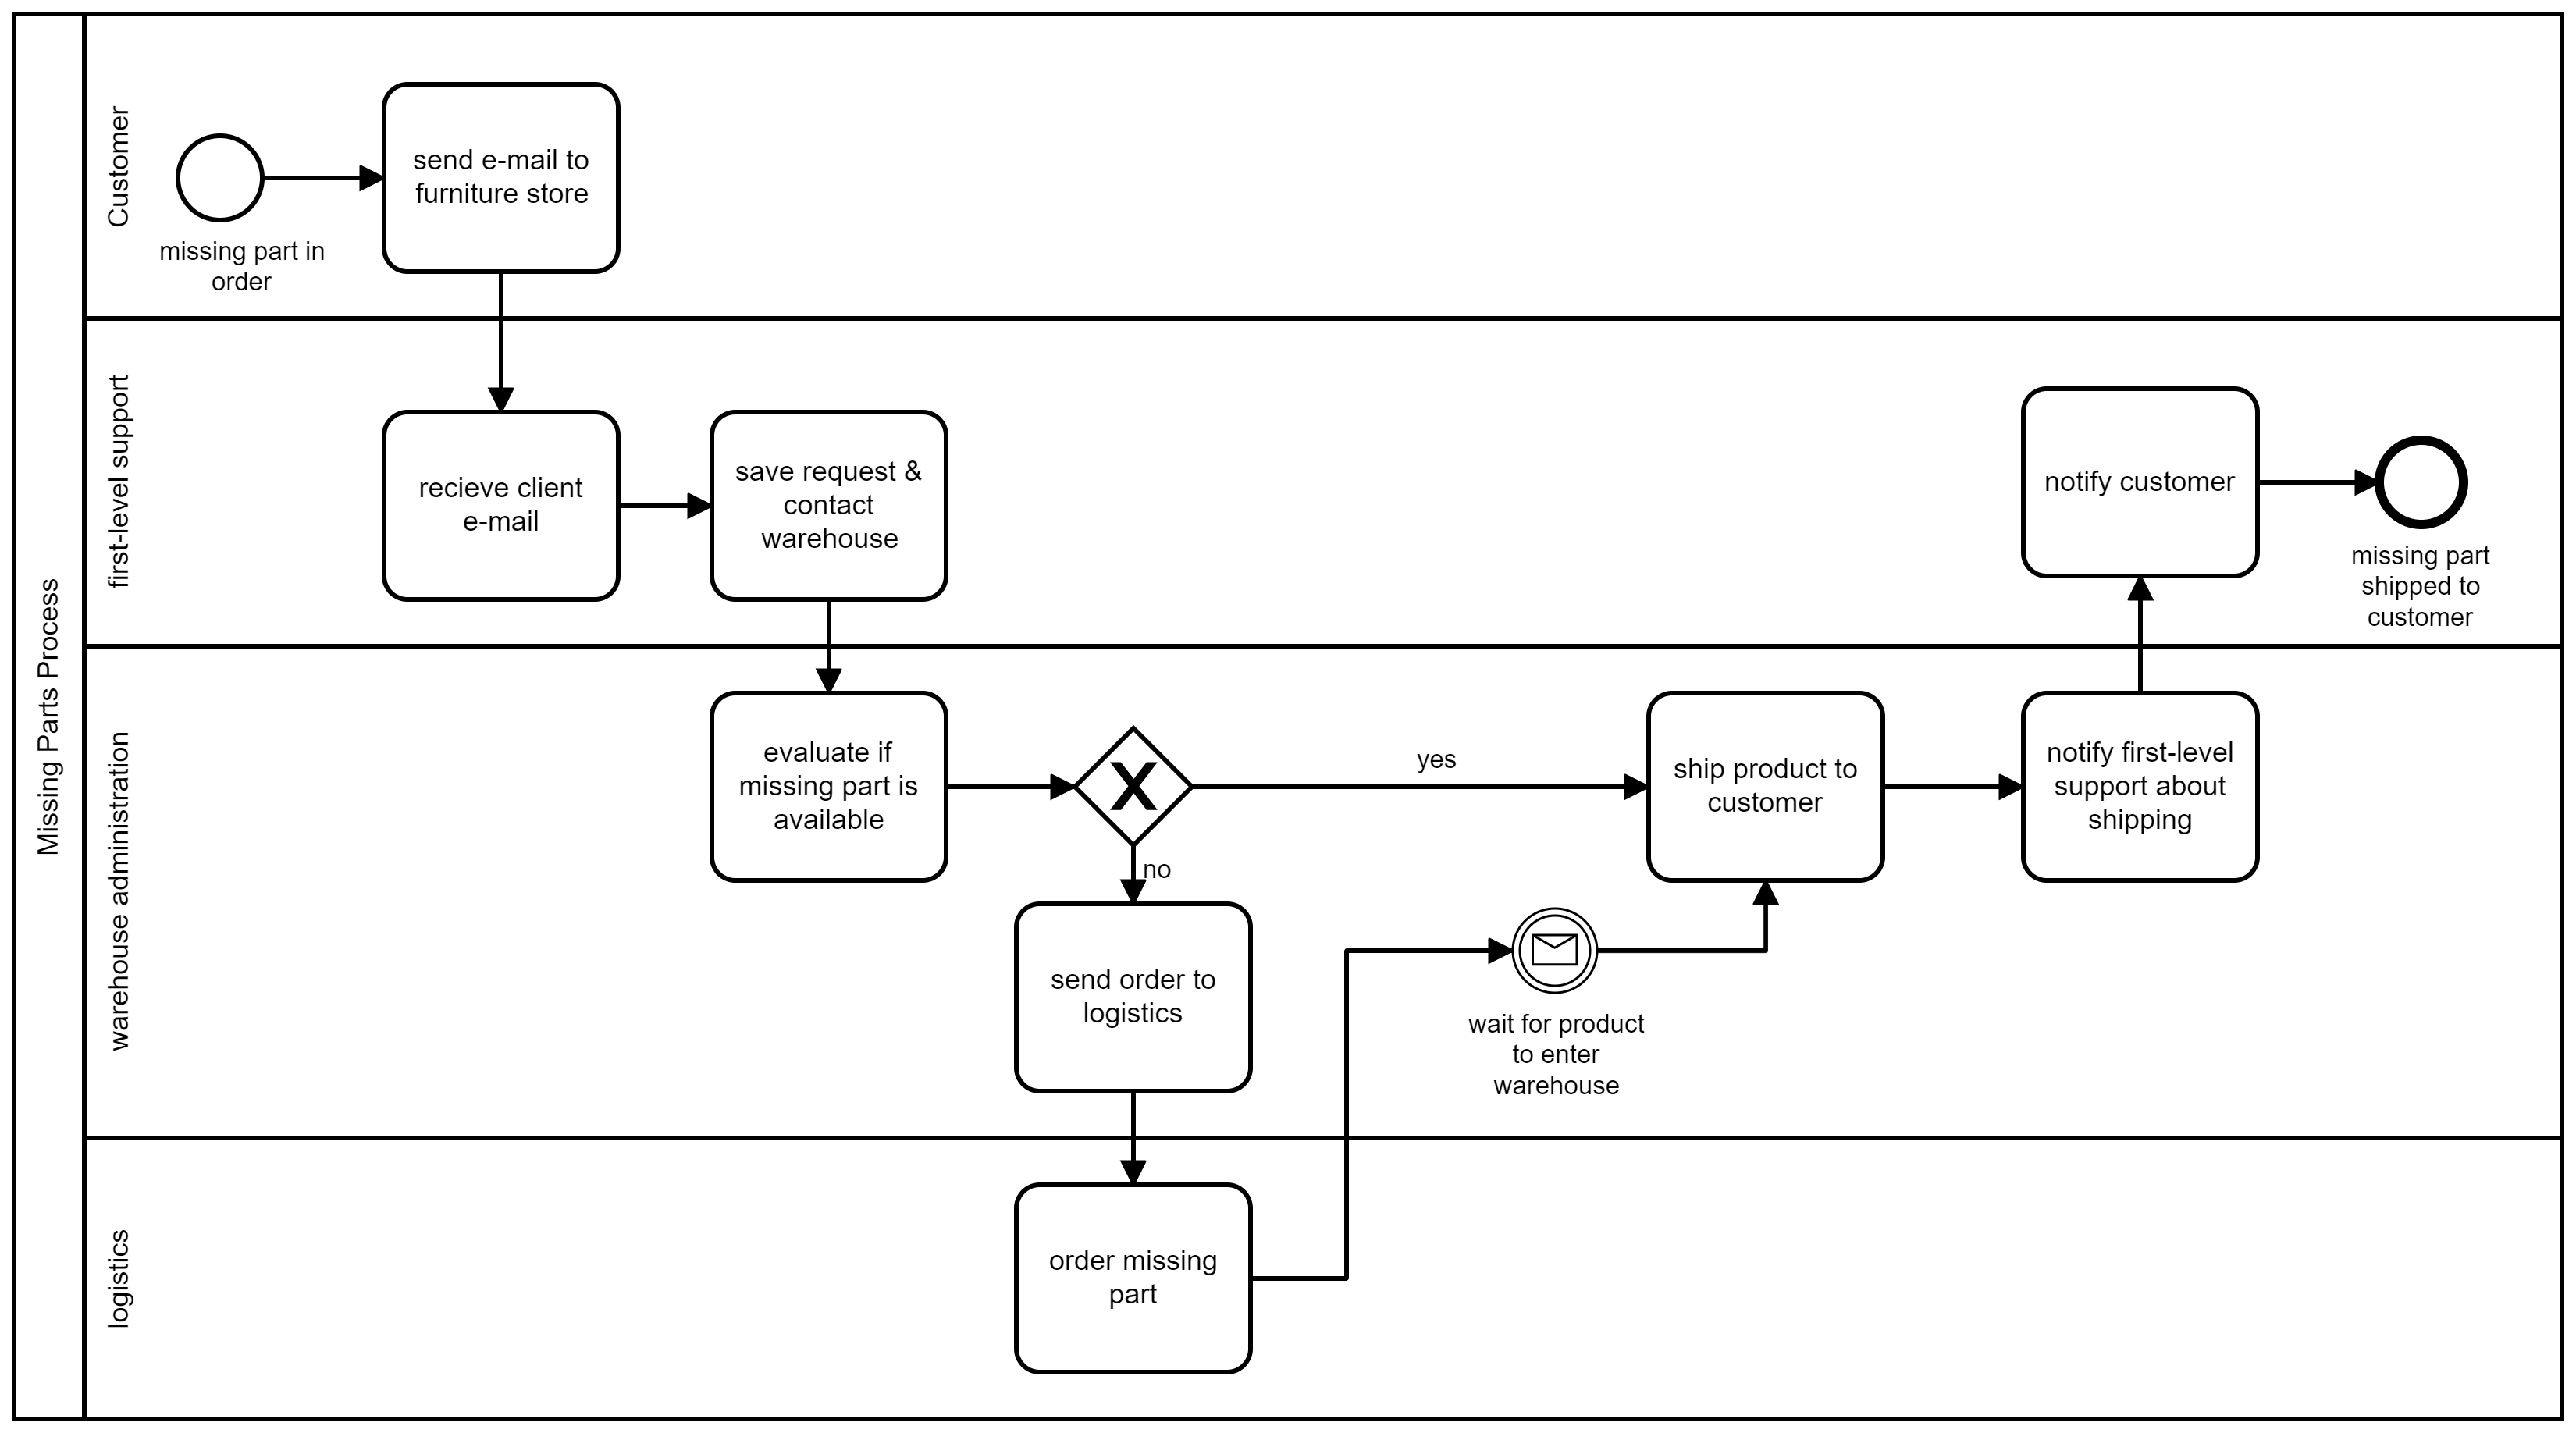 Missing Parts Process
Customer
missing part in
order
send e-mail to
furniture store
first-level support
recieve client
e-mail
save request &
contact
warehouse
notify customer
missing part
shipped to
customer
warehouse administration
evaluate if
missing part is
available
X
yes
no
send order to
logistics
wait for product
to enter
warehouse
ship product to
customer
notify first-level
support about
shipping
logistics
order missing
part